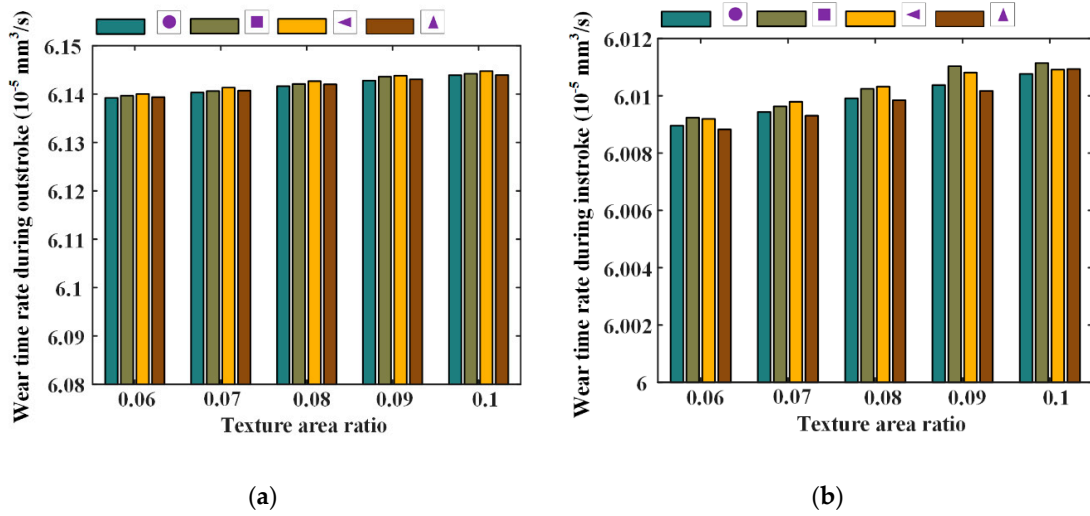 Wear time rate during outstroke (10⁻⁵ mm³/s)
6.15
6.14
6.13
6.12
6.11
6.1
6.09
6.08
0.06 0.07 0.08 0.09 0.1
Texture area ratio
(a)
Wear time rate during instroke (10⁻⁵ mm³/s)
6.012
6.01
6.008
6.006
6.004
6.002
6
0.06 0.07 0.08 0.09 0.1
Texture area ratio
(b)